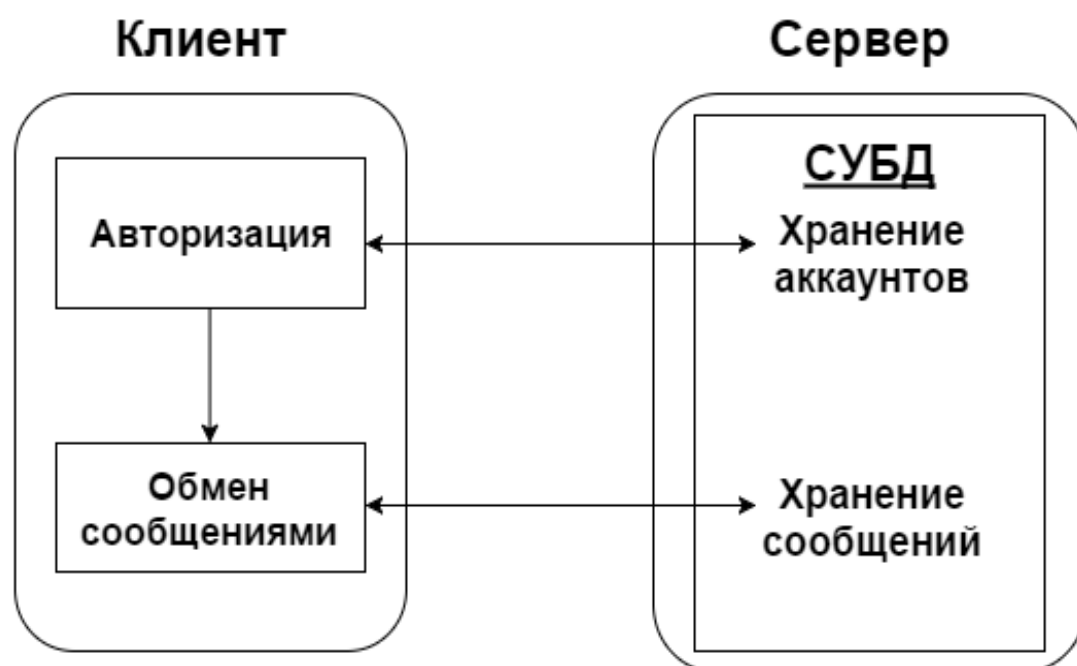 Клиент
Сервер
Авторизация
СУБД
Хранение
аккаунтов
Обмен
сообщениями
Хранение
сообщений